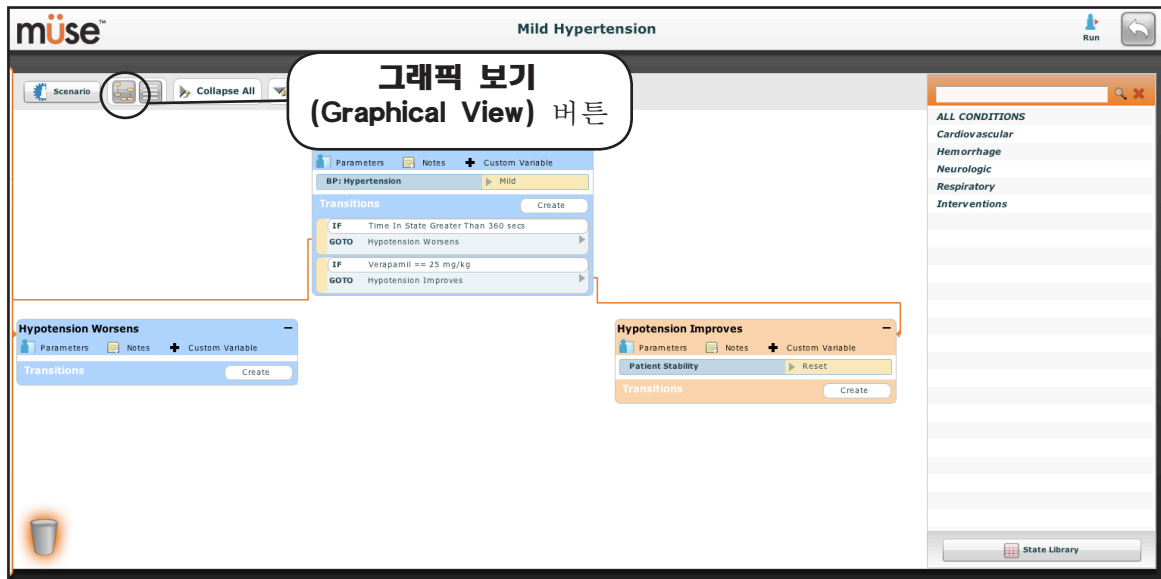 müse™
Mild Hypertension
Run
Scenario
Collapse All
그래픽 보기
(Graphical View) 버튼
Parameters Notes Custom Variable
BP: Hypertension Mild
Transitions Create
IF Time In State Greater Than 360 secs
GOTO Hypotension Worsens
IF Verapamil == 25 mg/kg
GOTO Hypotension Improves
Hypotension Worsens
Parameters Notes Custom Variable
Transitions Create
Hypotension Improves
Parameters Notes Custom Variable
Patient Stability Reset
Transitions Create
ALL CONDITIONS
Cardiovascular
Hemorrhage
Neurologic
Respiratory
Interventions
State Library